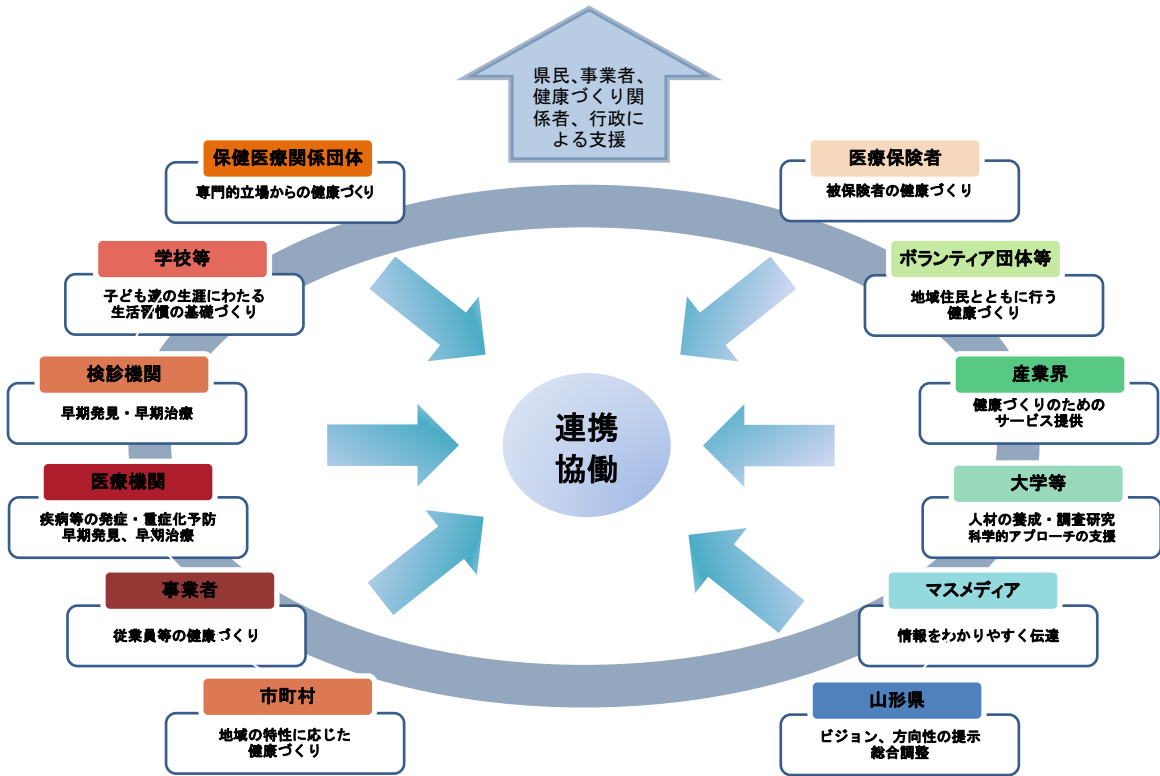 県民、事業者、
健康づくり関
係者、行政に
よる支援
保健医療関係団体
専門的立場からの健康づくり
医療保険者
被保険者の健康づくり
学校等
子ども達の生涯にわたる
生活習慣の基礎づくり
ボランティア団体等
地域住民とともに行う
健康づくり
検診機関
早期発見・早期治療
産業界
健康づくりのための
サービス提供
連携
協働
医療機関
疾病等の発症・重症化予防
早期発見、早期治療
大学等
人材の養成・調査研究
科学的アプローチの支援
事業者
従業員等の健康づくり
マスメディア
情報をわかりやすく伝達
市町村
地域の特性に応じた
健康づくり
山形県
ビジョン、方向性の提示
総合調整